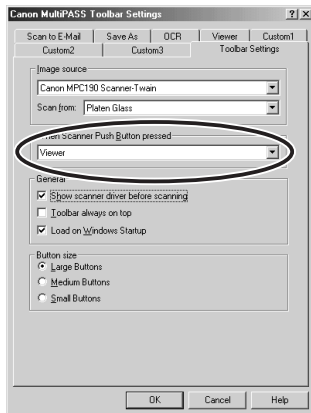 Canon MultiPASS Toolbar Settings
Scan to E-Mail Save As OCR Viewer Custom1
Custom2 Custom3 Toolbar Settings
Image source
Canon MPC190 Scanner-Twain
Scan from: Platen Glass
When Scanner Push Button pressed
Viewer
General
Show scanner driver before scanning
Toolbar always on top
Load on Windows Startup
Button size
Large Buttons
Medium Buttons
Small Buttons
OK Cancel Help